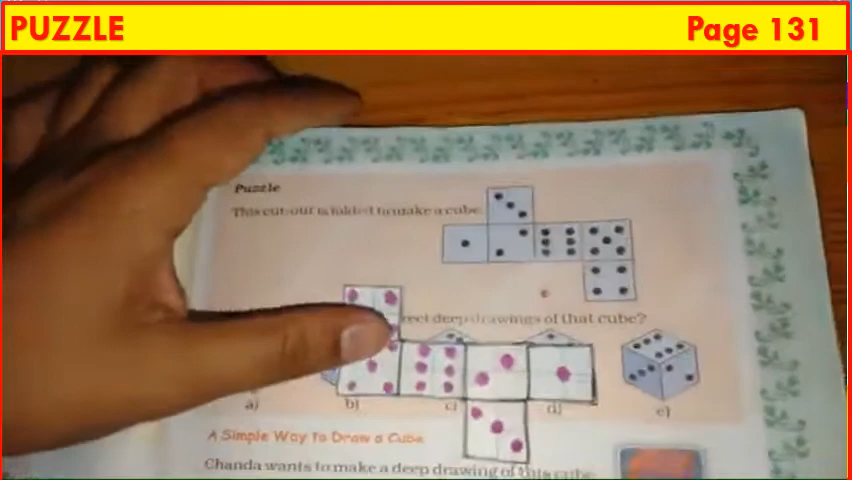 PUZZLE
Page 131
Puzzle
This cut-out is folded to make a cube
rect deep drawings of that cube?
a) b) c) d) e)
A Simple Way to Draw a Cube
Chanda wants to make a deep drawing of this cube